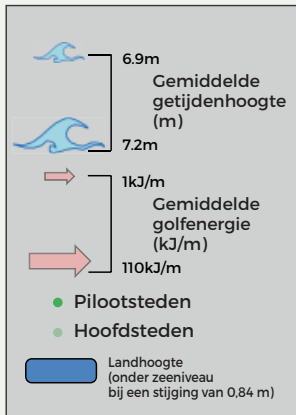 6.9m
Gemiddelde
getijdenhoogte
(m)
7.2m
1kJ/m
Gemiddelde
golfenergie
(kJ/m)
110kJ/m
Pilootsteden
Hoofdsteden
Landhoogte
(onder zeeniveau
bij een stijging van 0,84 m)